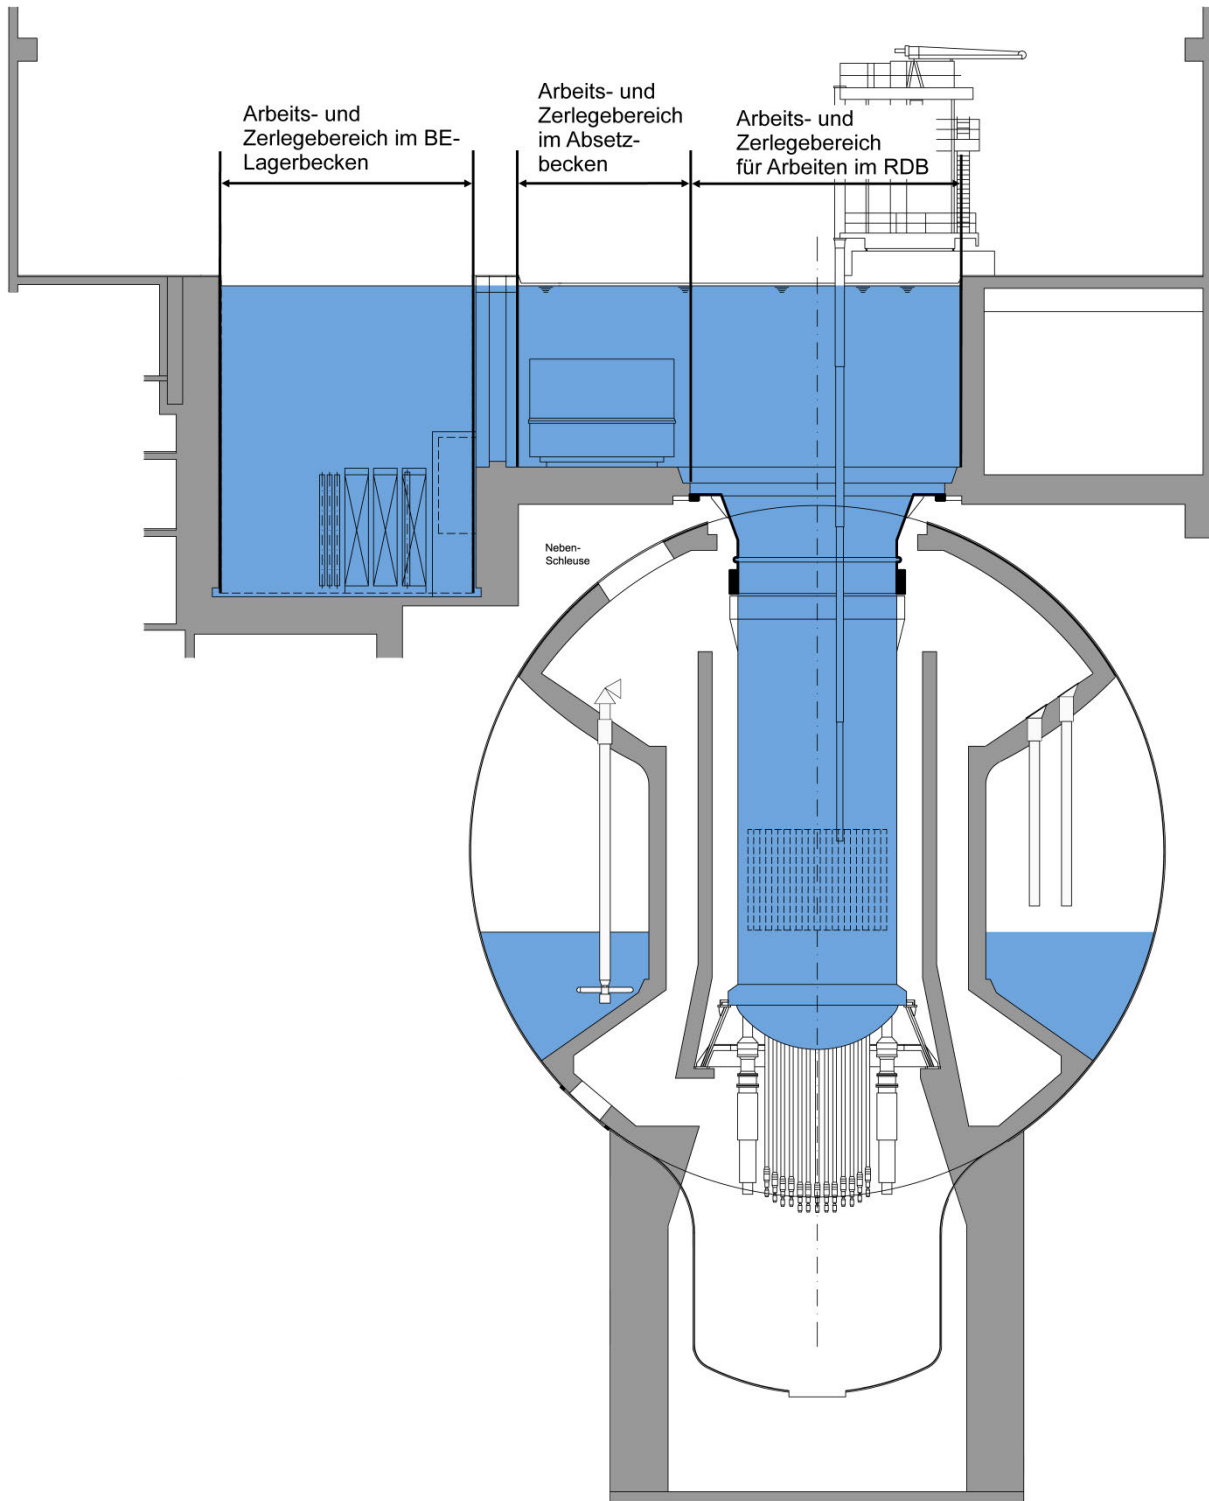 Arbeits- und
Zerlegebereich im BE-
Lagerbecken
Arbeits- und
Zerlegebereich
im Absetz-
becken
Arbeits- und
Zerlegebereich
für Arbeiten im RDB
Neben-
Schleuse